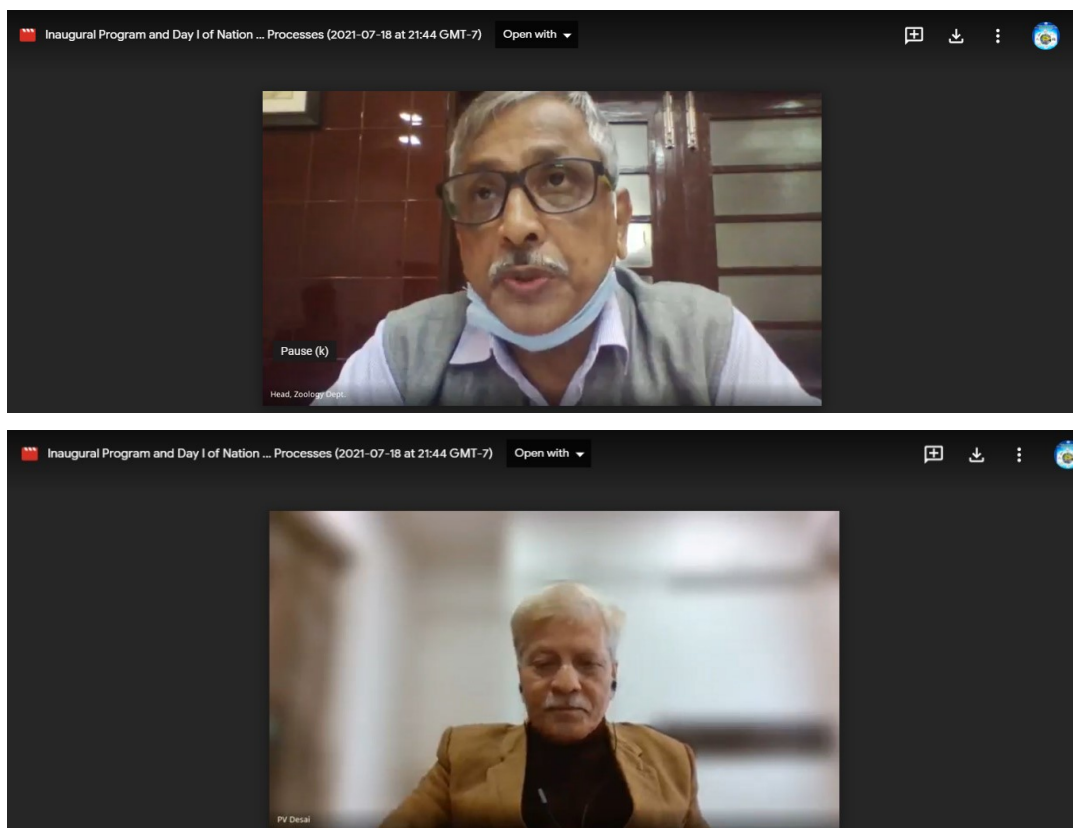 Inaugural Program and Day I of Nation ... Processes (2021-07-18 at 21:44 GMT-7) Open with
Pause (k)
Head, Zoology Dept.
Inaugural Program and Day I of Nation ... Processes (2021-07-18 at 21:44 GMT-7) Open with
PV Desai